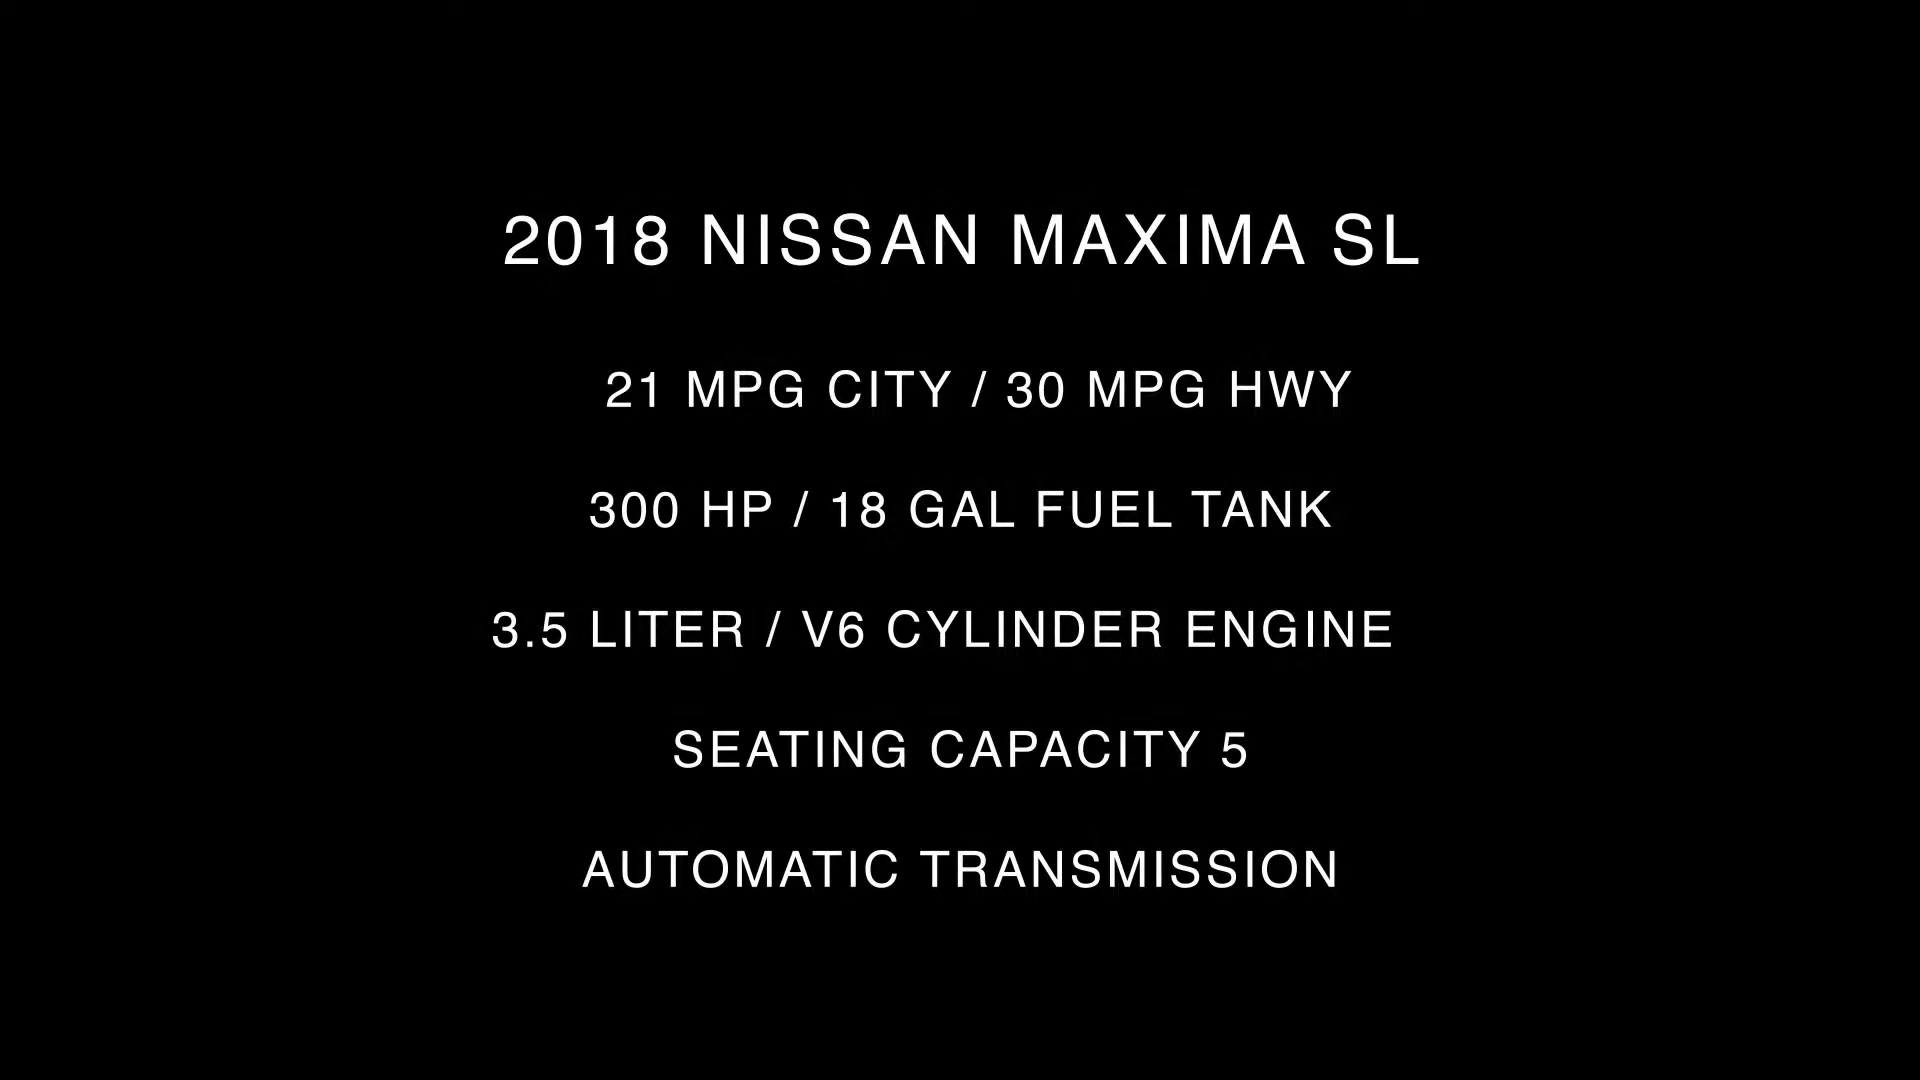 2018 NISSAN MAXIMA SL
21 MPG CITY / 30 MPG HWY
300 HP / 18 GAL FUEL TANK
3.5 LITER / V6 CYLINDER ENGINE
SEATING CAPACITY 5
AUTOMATIC TRANSMISSION